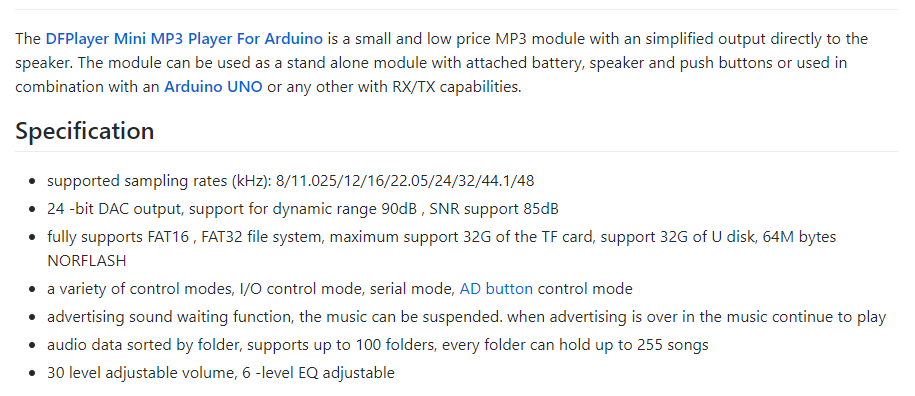 The DFPlayer Mini MP3 Player For Arduino is a small and low price MP3 module with an simplified output directly to the
speaker. The module can be used as a stand alone module with attached battery, speaker and push buttons or used in
combination with an Arduino UNO or any other with RX/TX capabilities.
Specification
• supported sampling rates (kHz): 8/11.025/12/16/22.05/24/32/44.1/48
• 24 -bit DAC output, support for dynamic range 90dB , SNR support 85dB
• fully supports FAT16 , FAT32 file system, maximum support 32G of the TF card, support 32G of U disk, 64M bytes
NORFLASH
• a variety of control modes, I/O control mode, serial mode, AD button control mode
• advertising sound waiting function, the music can be suspended. when advertising is over in the music continue to play
• audio data sorted by folder, supports up to 100 folders, every folder can hold up to 255 songs
• 30 level adjustable volume, 6 -level EQ adjustable